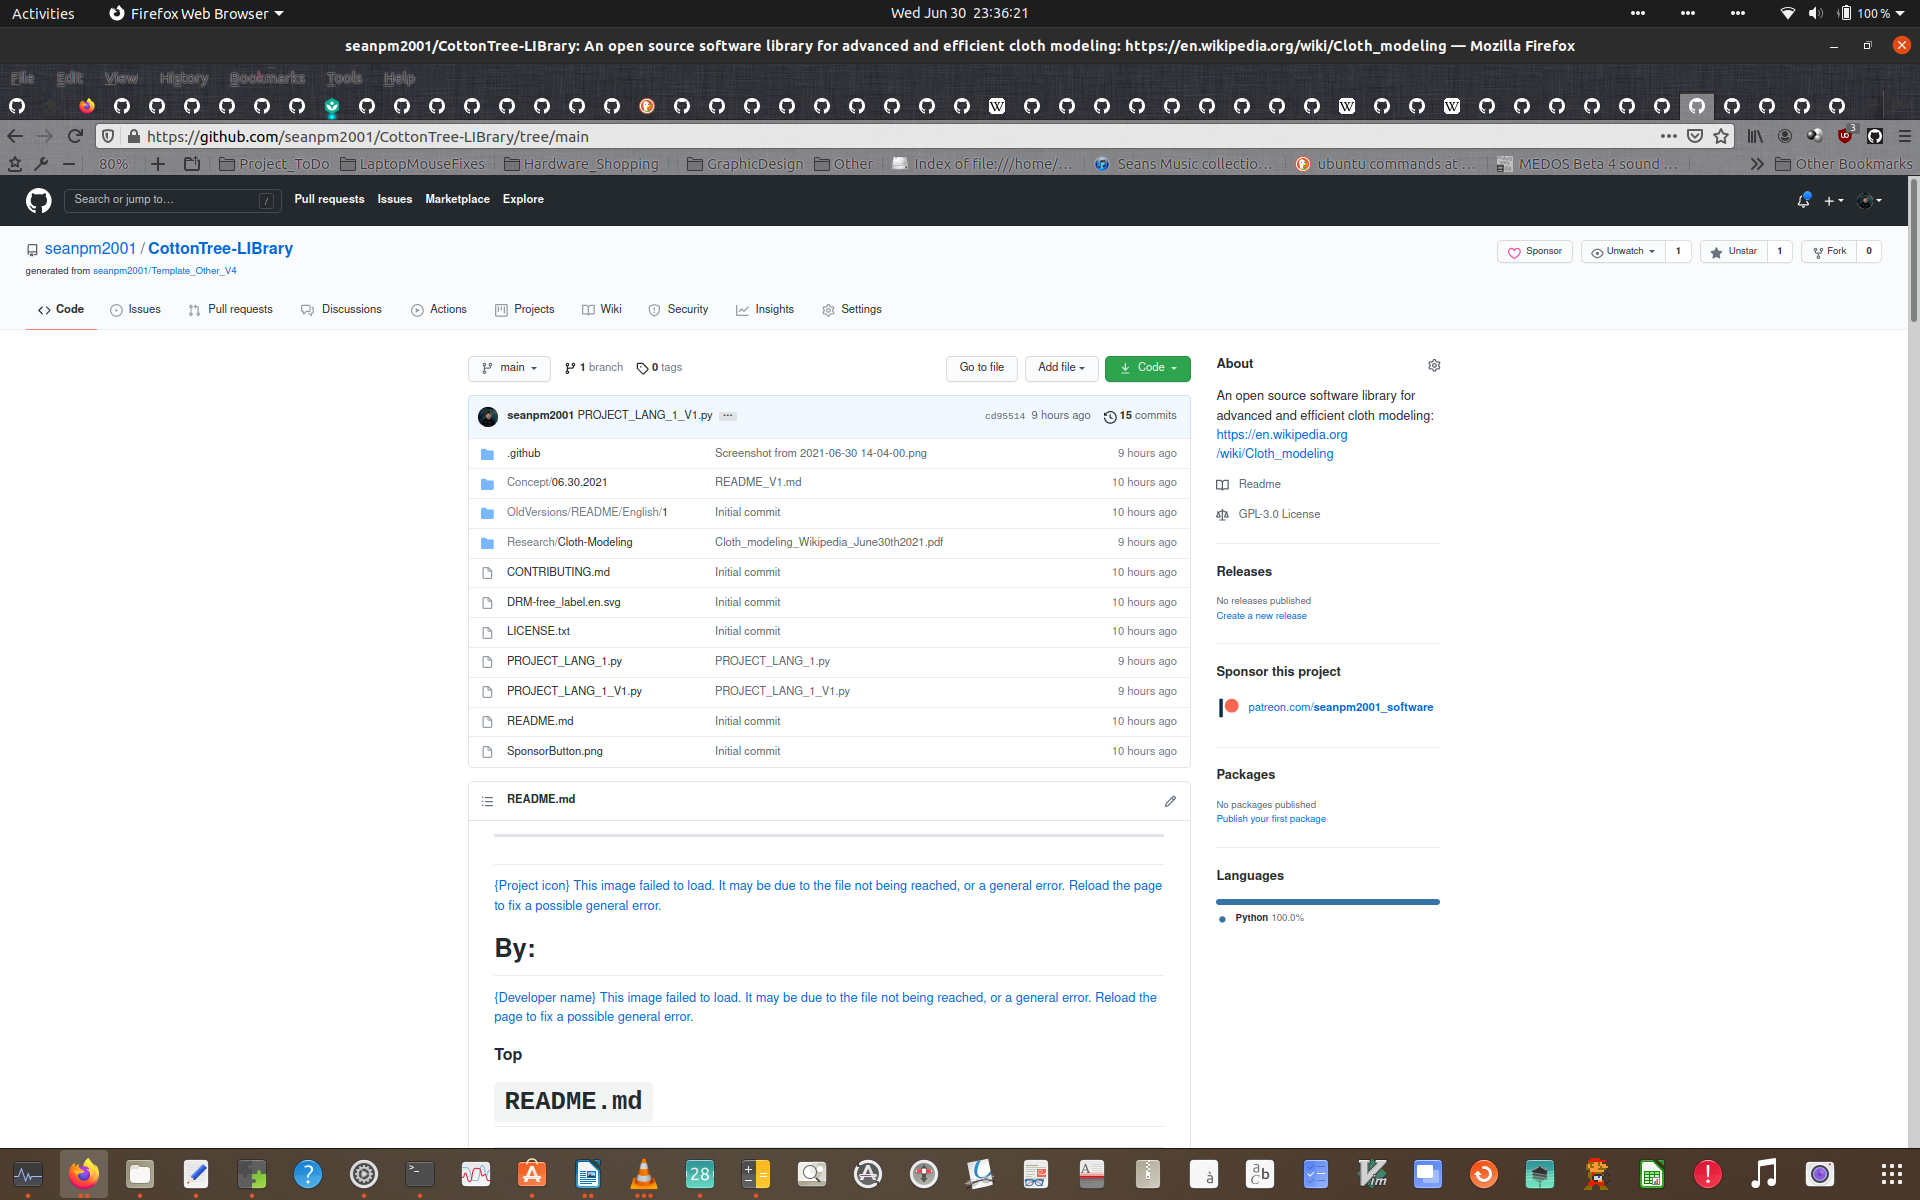 Activities
Firefox Web Browser
Wed Jun 30  23:36:21
100 %
seanpm2001/CottonTree-LIBrary: An open source software library for advanced and efficient cloth modeling: https://en.wikipedia.org/wiki/Cloth_modeling — Mozilla Firefox
File Edit View History Bookmarks Tools Help
https://github.com/seanpm2001/CottonTree-LIBrary/tree/main
3
80%
Project_ToDo
LaptopMouseFixes
Hardware_Shopping
GraphicDesign
Other
Index of file:///home/...
Seans Music collectio...
ubuntu commands at ...
MEDOS Beta 4 sound ...
Other Bookmarks
Search or jump to...
/
Pull requests Issues Marketplace Explore
seanpm2001 / CottonTree-LIBrary
generated from seanpm2001/Template_Other_V4
Sponsor
Unwatch 1
Unstar 1
Fork 0
Code
Issues
Pull requests
Discussions
Actions
Projects
Wiki
Security
Insights
Settings
main
1 branch
0 tags
Go to file
Add file
Code
seanpm2001 PROJECT_LANG_1_V1.py ...
cd95514 9 hours ago
15 commits
.github Screenshot from 2021-06-30 14-04-00.png 9 hours ago
Concept/06.30.2021 README_V1.md 10 hours ago
OldVersions/README/English/1 Initial commit 10 hours ago
Research/Cloth-Modeling Cloth_modeling_Wikipedia_June30th2021.pdf 9 hours ago
CONTRIBUTING.md Initial commit 10 hours ago
DRM-free_label.en.svg Initial commit 10 hours ago
LICENSE.txt Initial commit 10 hours ago
PROJECT_LANG_1.py PROJECT_LANG_1.py 9 hours ago
PROJECT_LANG_1_V1.py PROJECT_LANG_1_V1.py 9 hours ago
README.md Initial commit 10 hours ago
SponsorButton.png Initial commit 10 hours ago
README.md
{Project icon} This image failed to load. It may be due to the file not being reached, or a general error. Reload the page
to fix a possible general error.
By:
{Developer name} This image failed to load. It may be due to the file not being reached, or a general error. Reload the
page to fix a possible general error.
Top
README.md
About
An open source software library for
advanced and efficient cloth modeling:
https://en.wikipedia.org
/wiki/Cloth_modeling
Readme
GPL-3.0 License
Releases
No releases published
Create a new release
Sponsor this project
patreon.com/seanpm2001_software
Packages
No packages published
Publish your first package
Languages
Python 100.0%
28